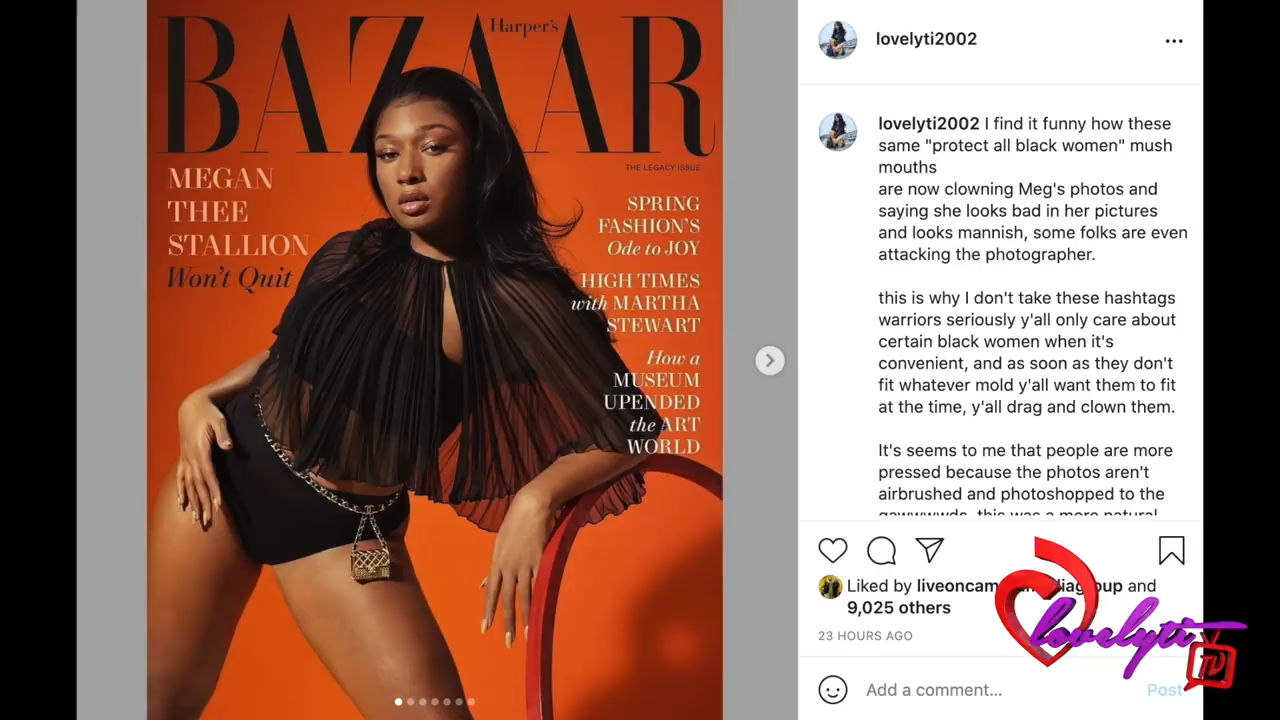 Harper's
BAZAAR
THE LEGACY ISSUE
MEGAN
THEE
STALLION
Won't Quit
SPRING
FASHION'S
Ode to JOY
HIGH TIMES
with MARTHA
STEWART
How a
MUSEUM
UPENDED
the ART
WORLD
lovelyti2002
lovelyti2002 I find it funny how these
same "protect all black women" mush
mouths
are now clowning Meg's photos and
saying she looks bad in her pictures
and looks mannish, some folks are even
attacking the photographer.
this is why I don't take these hashtags
warriors seriously y'all only care about
certain black women when it's
convenient, and as soon as they don't
fit whatever mold y'all want them to fit
at the time, y'all drag and clown them.
It's seems to me that people are more
pressed because the photos aren't
airbrushed and photoshopped to the
gawwwwds, this was a more natural
Liked by and
9,025 others
23 HOURS AGO
Add a comment...
Post
lovelyti
TV